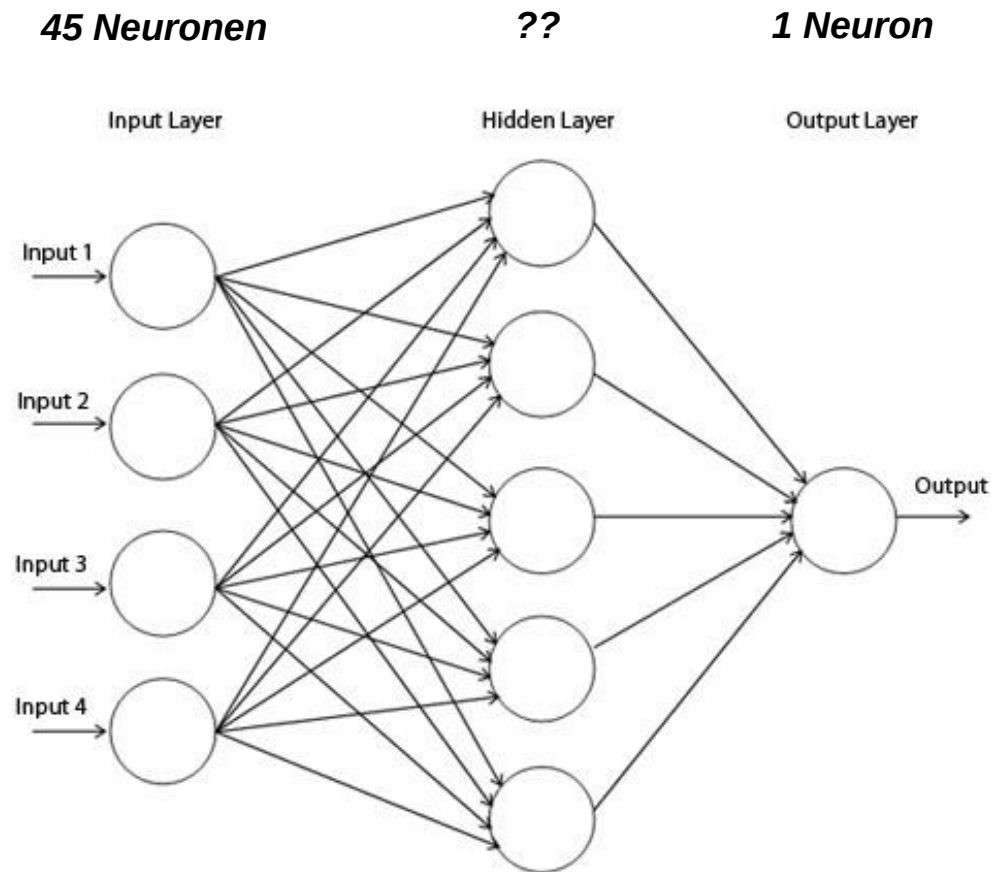 45 Neuronen ?? 1 Neuron
Input Layer Hidden Layer Output Layer
Input 1
Input 2
Output
Input 3
Input 4